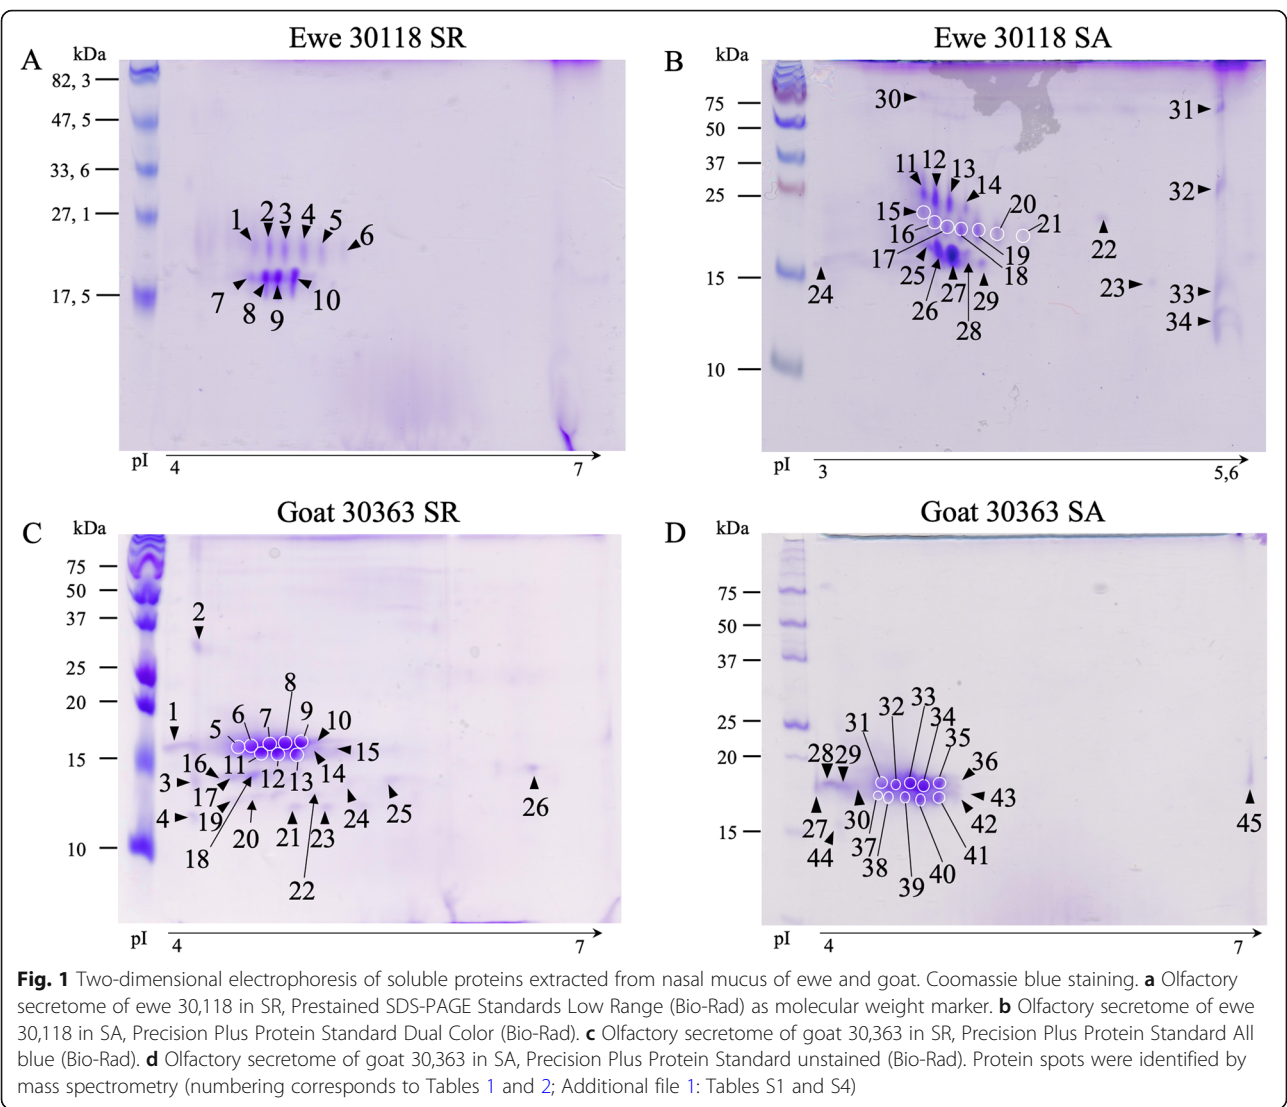 Ewe 30118 SR
A
kDa
82, 3
47, 5
33, 6
27, 1
17, 5
1 2 3 4 5 6
7 8 9 10
pI 4 7
Ewe 30118 SA
B
kDa
75
50
37
25
15
10
30 31
11 12 13 14 32
15 20 21
16 22
17 19
25 18
24 23 33
26 27 29 34
28
pI 3 5,6
Goat 30363 SR
C
kDa
75
50
37
25
20
15
10
2
8
1 5 6 7 9 10
15
16 11 12 13 14
3 17
4 19 20 21 23 24 25 26
18
22
pI 4 7
Goat 30363 SA
D
kDa
75
50
37
25
20
15
33
31 32 34
35
28 29 36
43
27 30 42 45
44 37 41
38 40
39
pI 4 7
Fig. 1 Two-dimensional electrophoresis of soluble proteins extracted from nasal mucus of ewe and goat. Coomassie blue staining. a Olfactory
secretome of ewe 30,118 in SR, Prestained SDS-PAGE Standards Low Range (Bio-Rad) as molecular weight marker. b Olfactory secretome of ewe
30,118 in SA, Precision Plus Protein Standard Dual Color (Bio-Rad). c Olfactory secretome of goat 30,363 in SR, Precision Plus Protein Standard All
blue (Bio-Rad). d Olfactory secretome of goat 30,363 in SA, Precision Plus Protein Standard unstained (Bio-Rad). Protein spots were identified by
mass spectrometry (numbering corresponds to Tables 1 and 2; Additional file 1: Tables S1 and S4)